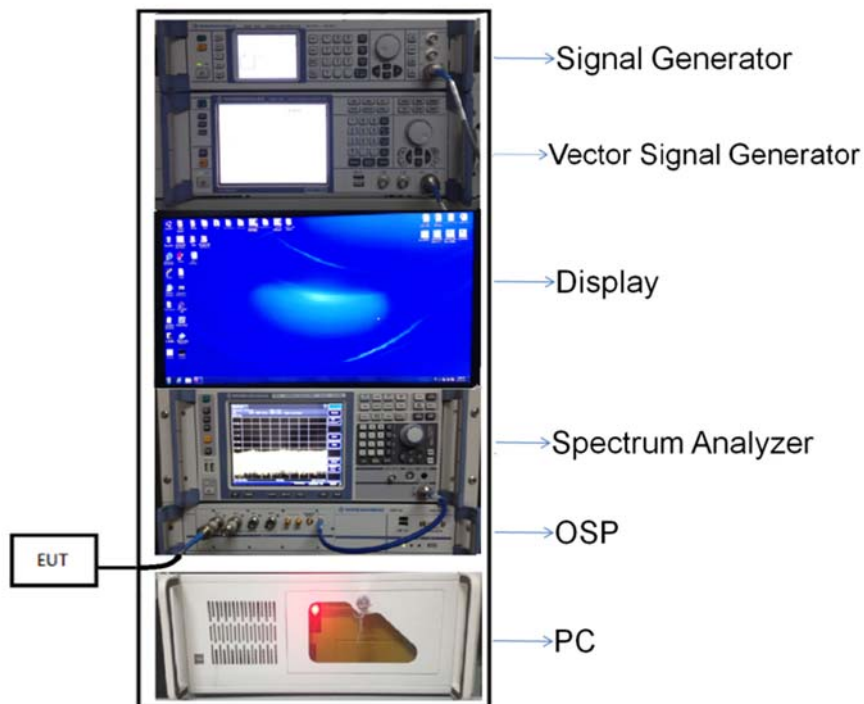 Signal Generator
Vector Signal Generator
Display
Spectrum Analyzer
OSP
EUT
PC